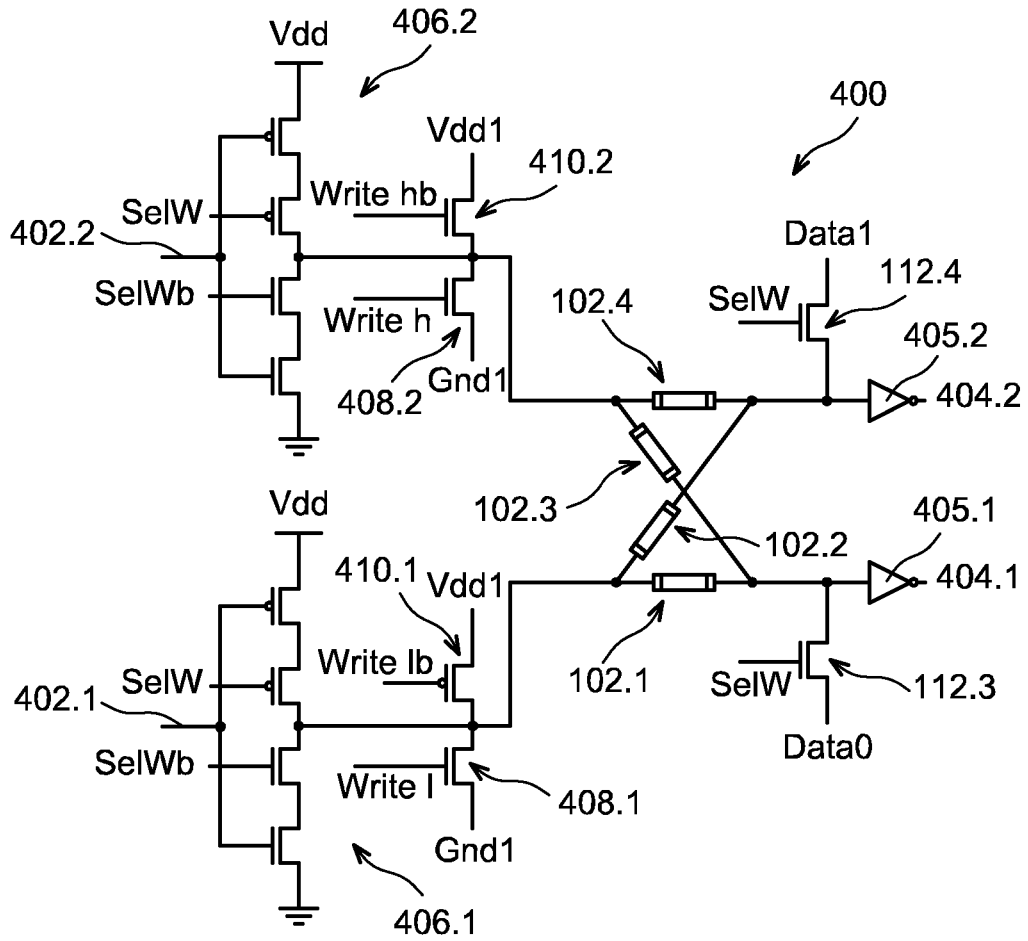 Vdd
406.2
400
Vdd1
410.2
Write hb
SelW
402.2
Data1
112.4
SelWb
SelW
Write h
102.4
405.2
408.2
Gnd1
404.2
Vdd
102.3
405.1
102.2
410.1
Vdd1
404.1
Write lb
SelW
102.1
SelW
112.3
402.1
SelWb
Data0
Write l
408.1
Gnd1
406.1